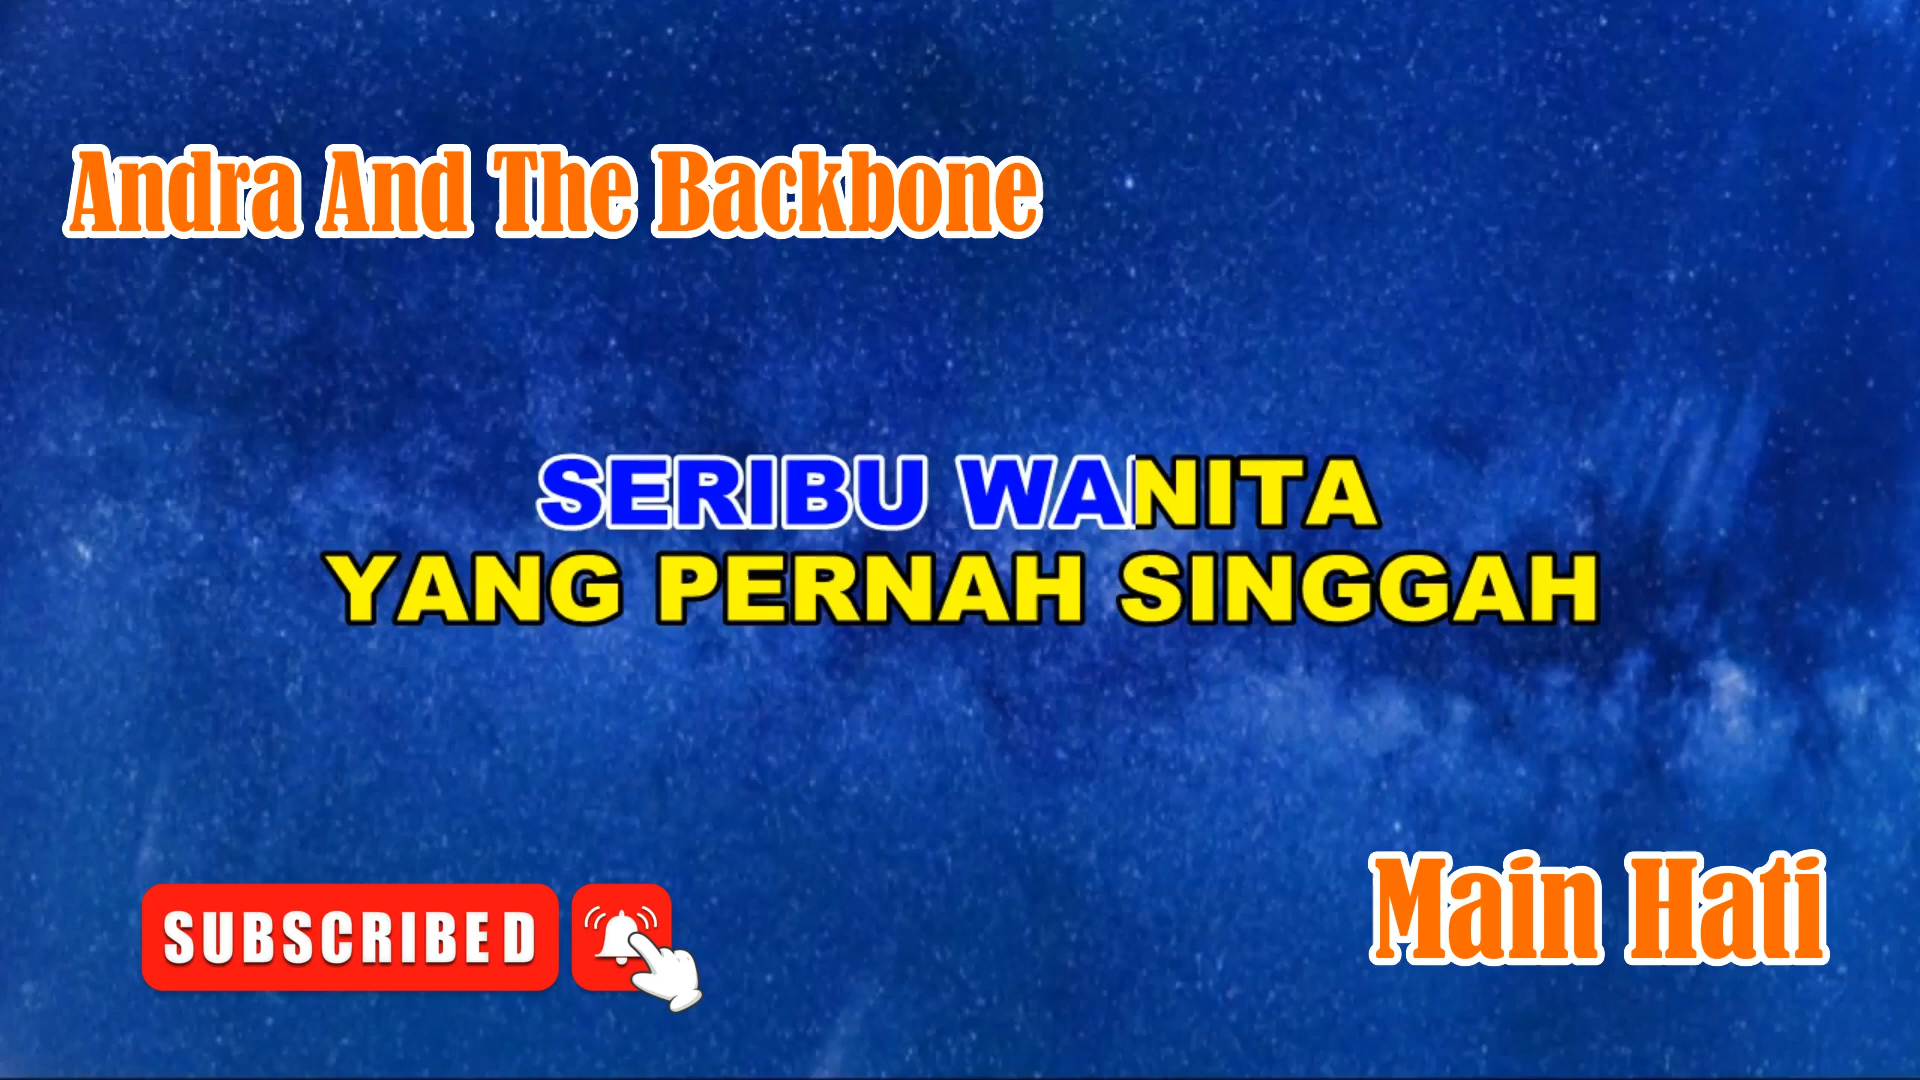 Andra And The Backbone
SERIBU WANITA
YANG PERNAH SINGGAH
Main Hati
SUBSCRIBED